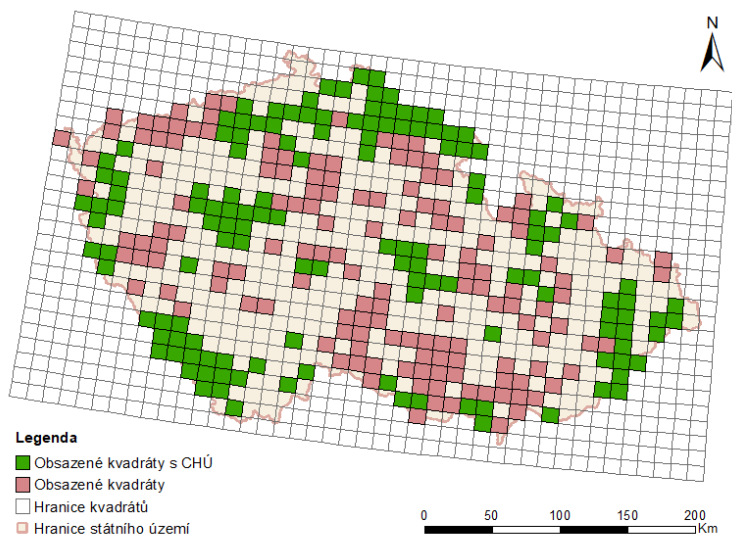 N
Legenda
Obsazené kvadráty s CHÚ
Obsazené kvadráty
Hranice kvadrátů
Hranice státního území
0 50 100 150 200
Km